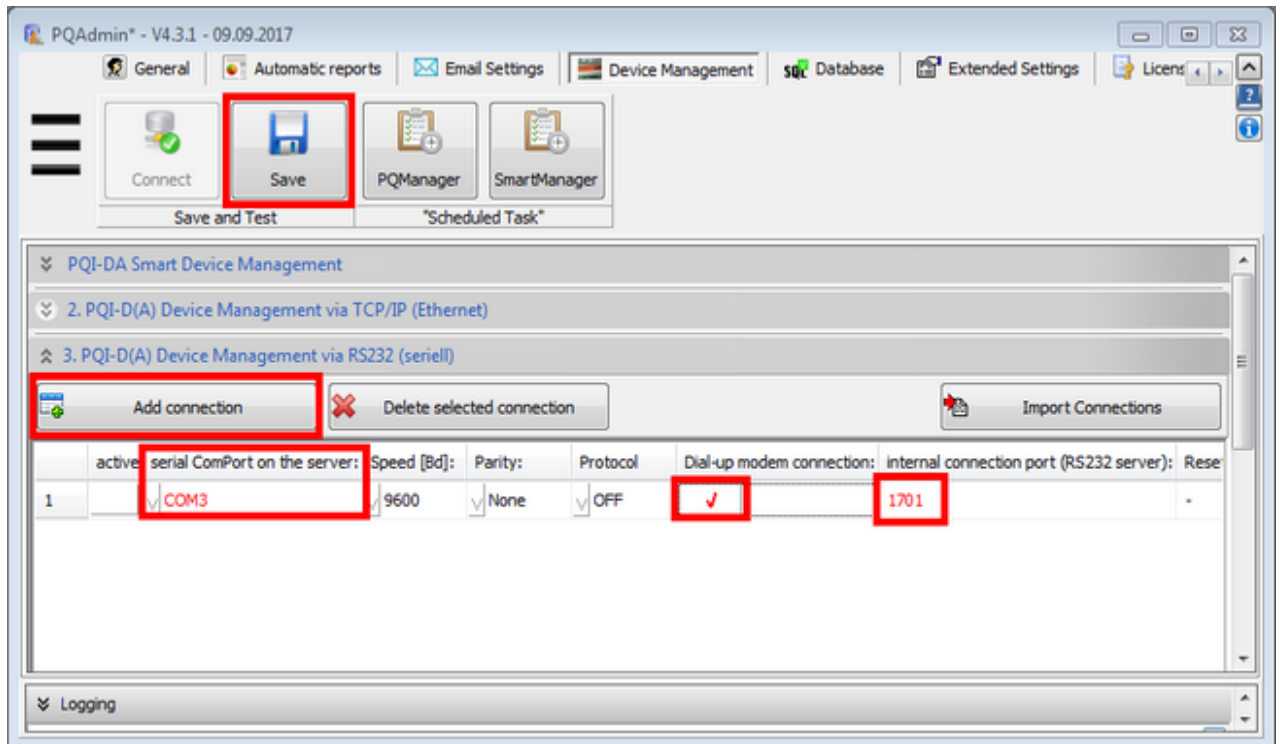 PQAdmin* - V4.3.1 - 09.09.2017
General Automatic reports Email Settings Device Management SQL Database Extended Settings Licens
Connect Save PQManager SmartManager
Save and Test "Scheduled Task"
PQI-DA Smart Device Management
2. PQI-D(A) Device Management via TCP/IP (Ethernet)
3. PQI-D(A) Device Management via RS232 (seriell)
Add connection Delete selected connection Import Connections
active serial ComPort on the server: Speed [Bd]: Parity: Protocol Dial-up modem connection: internal connection port (RS232 server): Reset
1 COM3 9600 None OFF 1701 -
Logging